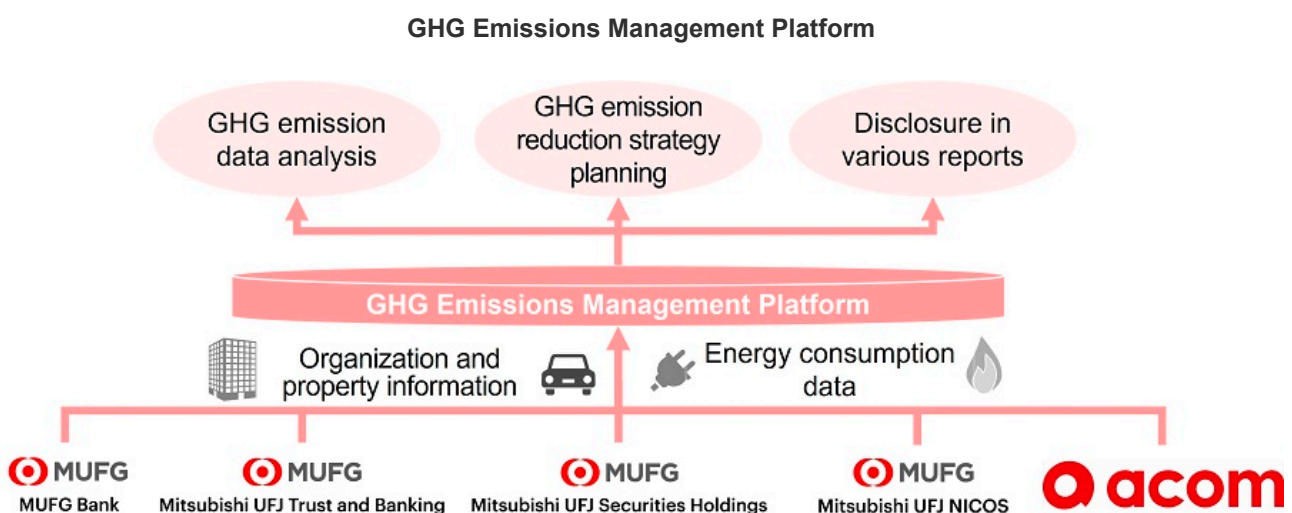 GHG Emissions Management Platform
GHG emission
data analysis
GHG emission
reduction strategy
planning
Disclosure in
various reports
GHG Emissions Management Platform
Organization and
property information
Energy consumption
data
MUFG
MUFG Bank
MUFG
Mitsubishi UFJ Trust and Banking
MUFG
Mitsubishi UFJ Securities Holdings
MUFG
Mitsubishi UFJ NICOS
acom